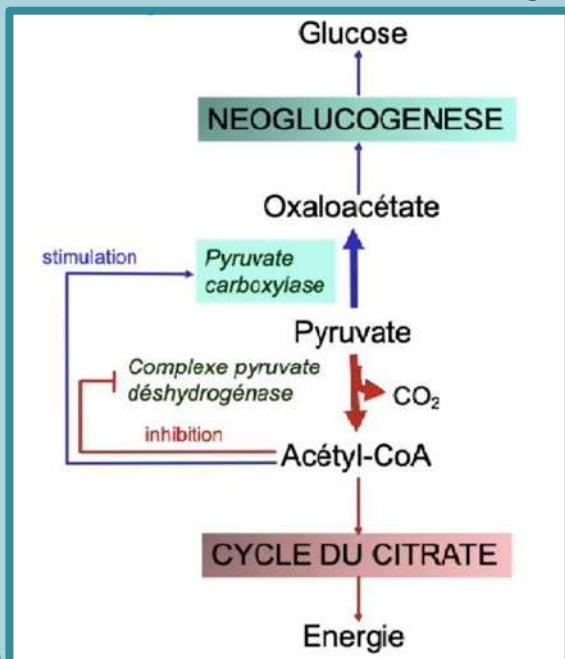 Glucose
NEOGLUCOGENESE
Oxaloacétate
stimulation
Pyruvate
carboxylase
Pyruvate
Complexe pyruvate
déshydrogénase
CO₂
inhibition
Acétyl-CoA
CYCLE DU CITRATE
Energie